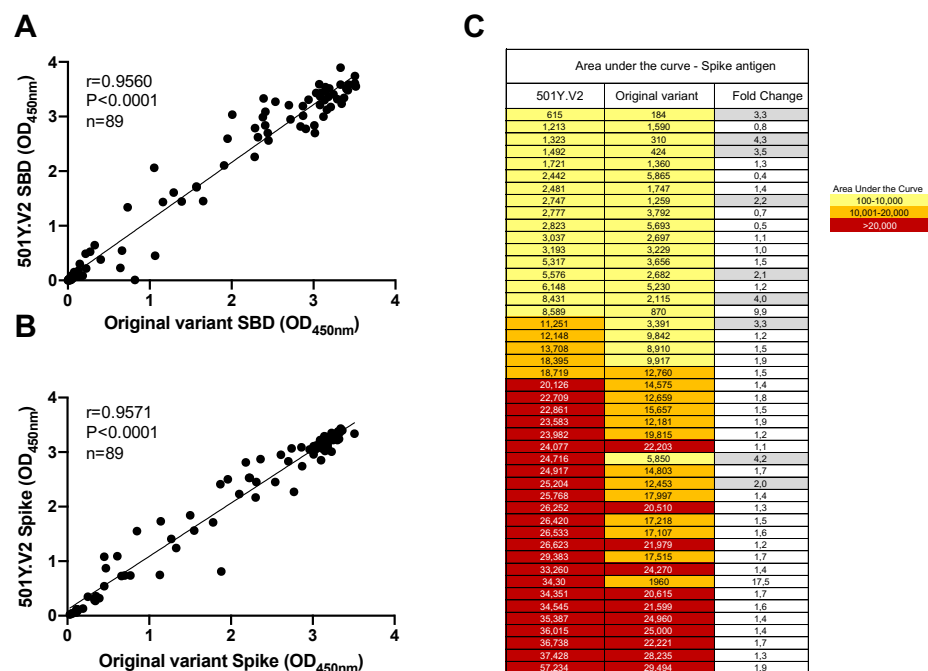 A
r=0.9560
P<0.0001
n=89
501Y.V2 SBD (OD450nm)
4
3
2
1
0
0 1 2 3 4
Original variant SBD (OD450nm)
B
r=0.9571
P<0.0001
n=89
501Y.V2 Spike (OD450nm)
4
3
2
1
0
0 1 2 3 4
Original variant Spike (OD450nm)
C
Area under the curve - Spike antigen
501Y.V2 Original variant Fold Change
615 184 3,3
1,213 1,590 0,8
1,323 310 4,3
1,492 424 3,5
1,721 1,360 1,3
2,442 5,865 0,4
2,481 1,747 1,4
2,747 1,259 2,2
2,777 3,792 0,7
2,823 5,693 0,5
3,037 2,697 1,1
3,193 3,229 1,0
5,317 3,656 1,5
5,576 2,682 2,1
6,148 5,230 1,2
8,431 2,115 4,0
8,589 870 9,9
11,251 3,391 3,3
12,148 9,842 1,2
13,708 8,910 1,5
18,395 9,917 1,9
18,719 12,760 1,5
20,126 14,575 1,4
22,709 12,659 1,8
22,861 15,657 1,5
23,583 12,181 1,9
23,982 19,815 1,2
24,077 22,203 1,1
24,716 5,850 4,2
24,917 14,803 1,7
25,204 12,453 2,0
25,768 17,997 1,4
26,252 20,510 1,3
26,420 17,218 1,5
26,533 17,107 1,6
26,623 21,979 1,2
29,383 17,515 1,7
33,260 24,270 1,4
34,30 1960 17,5
34,351 20,615 1,7
34,545 21,599 1,6
35,387 24,960 1,4
36,015 25,000 1,4
36,738 22,221 1,7
37,428 28,235 1,3
57,234 29,494 1,9
Area Under the Curve
100-10,000
10,001-20,000
>20,000